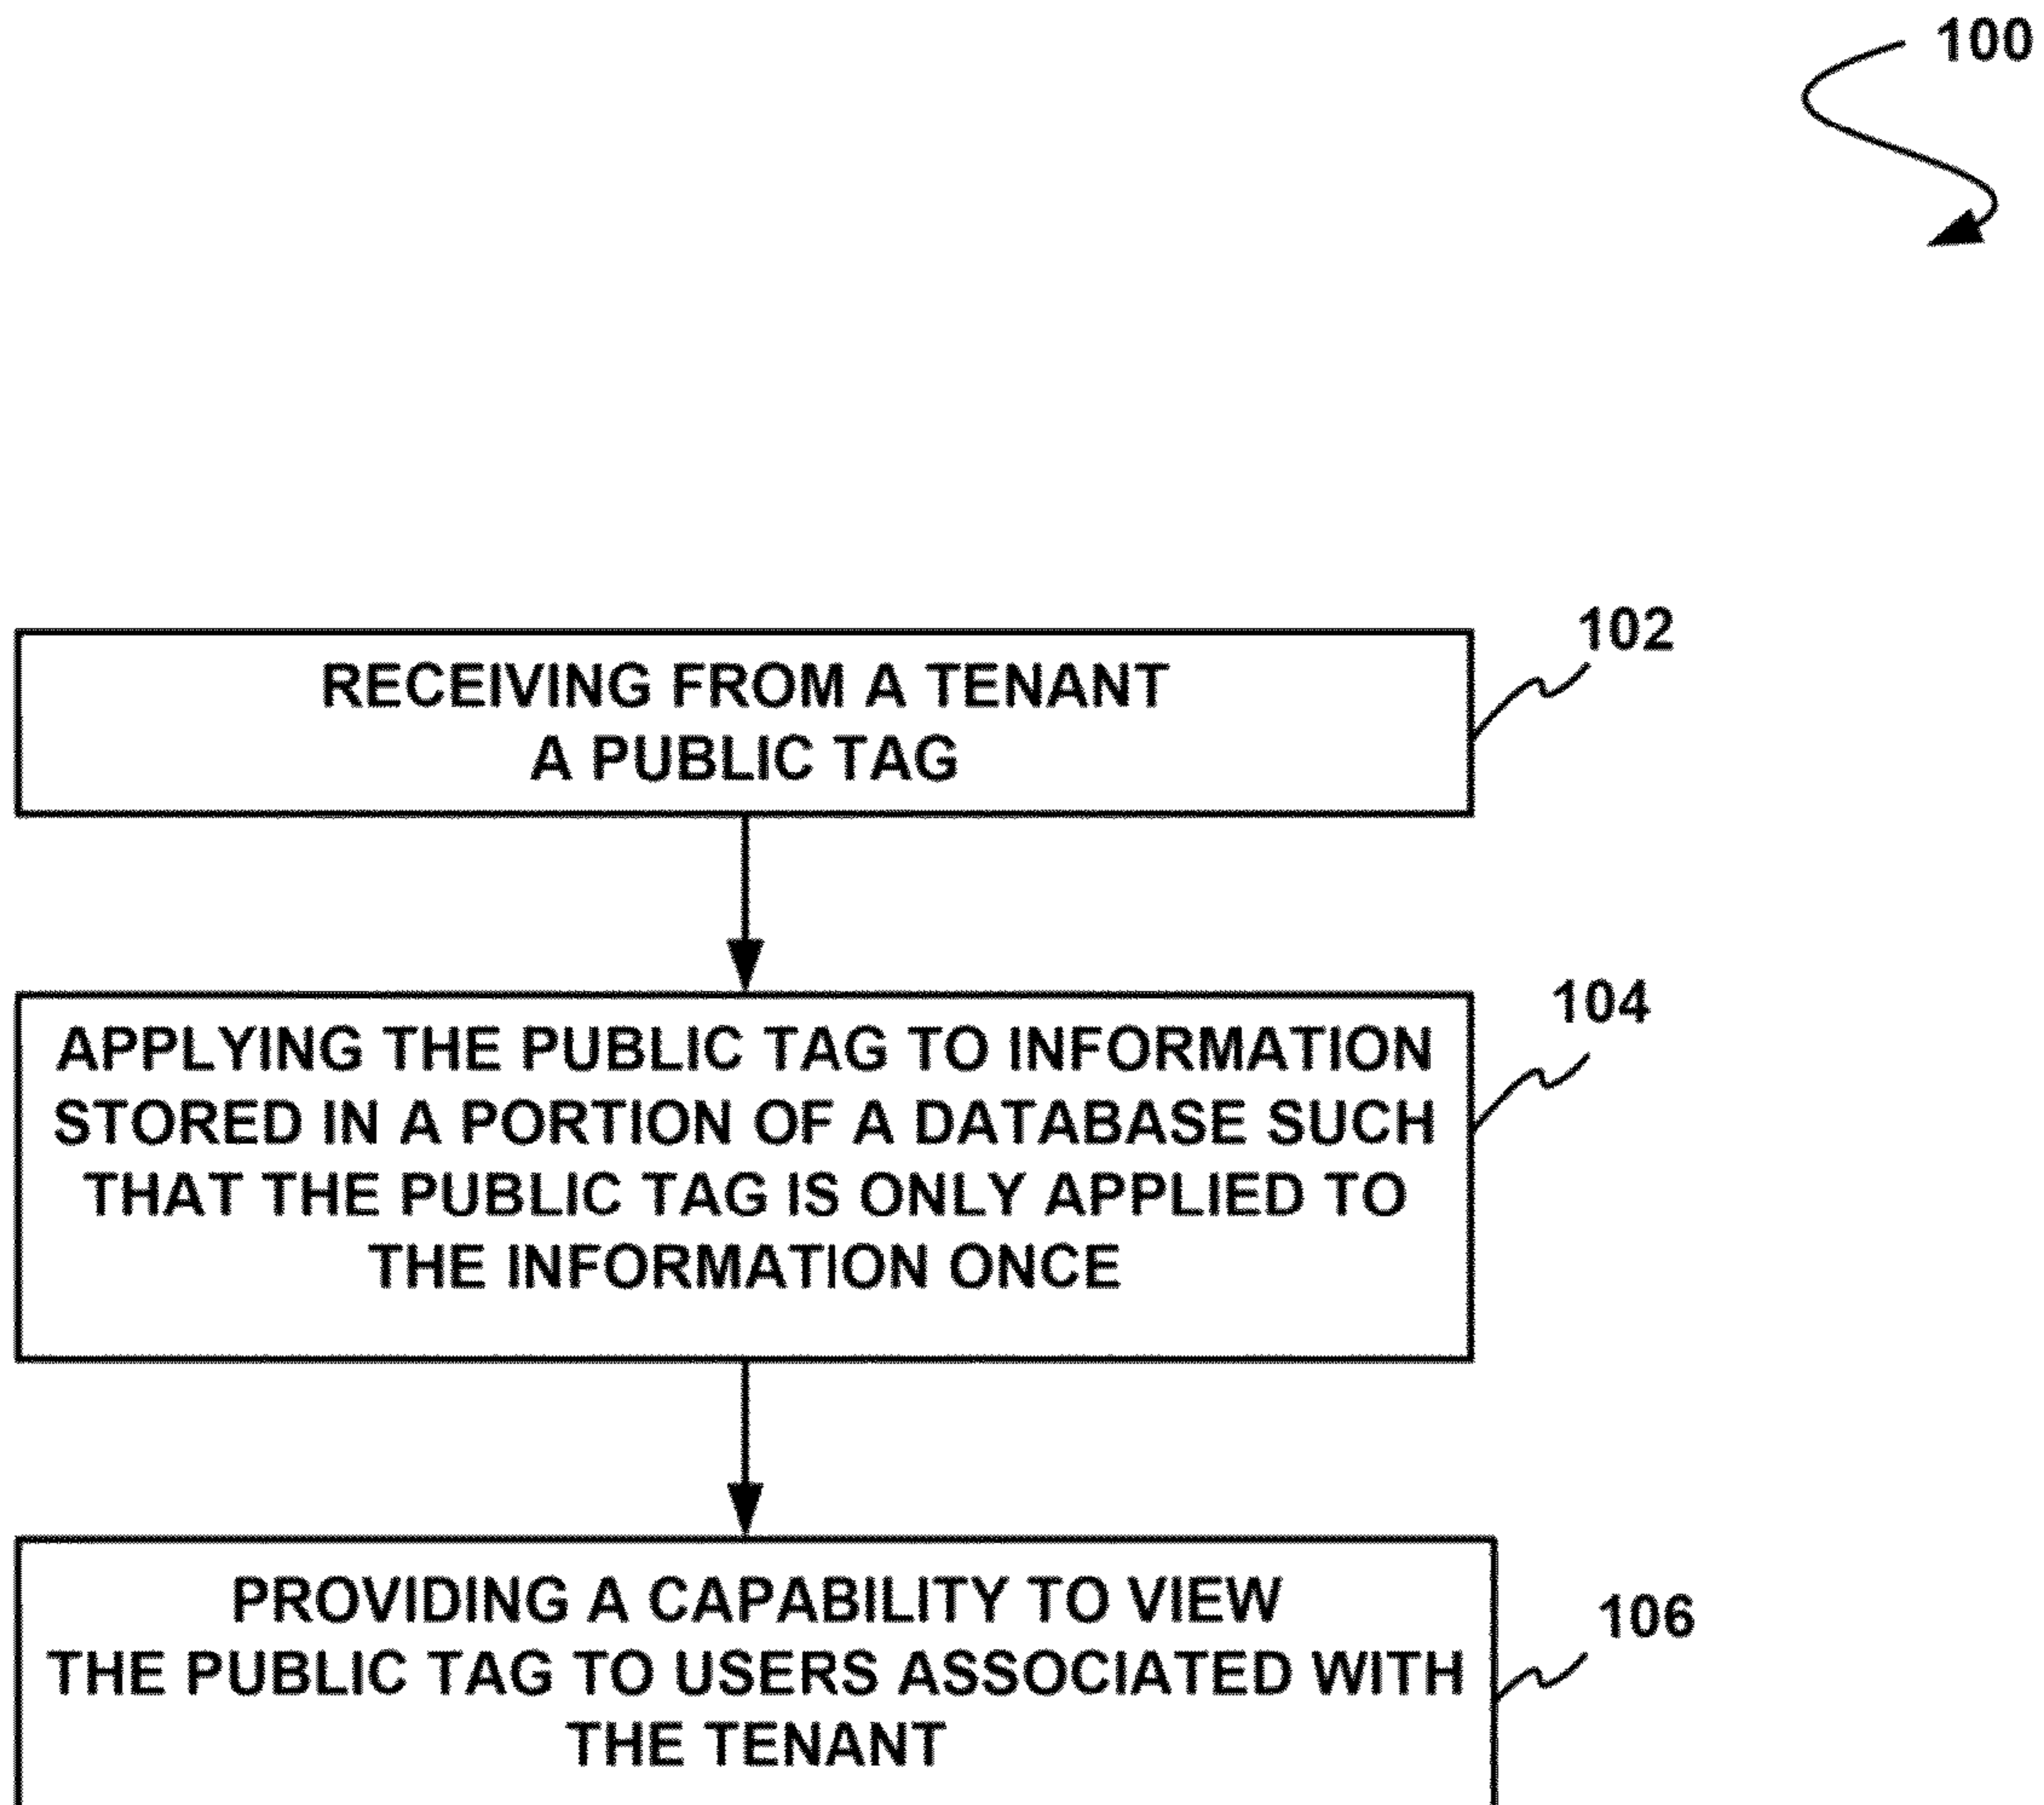 100
102
RECEIVING FROM A TENANT
A PUBLIC TAG
104
APPLYING THE PUBLIC TAG TO INFORMATION
STORED IN A PORTION OF A DATABASE SUCH
THAT THE PUBLIC TAG IS ONLY APPLIED TO
THE INFORMATION ONCE
106
PROVIDING A CAPABILITY TO VIEW
THE PUBLIC TAG TO USERS ASSOCIATED WITH
THE TENANT